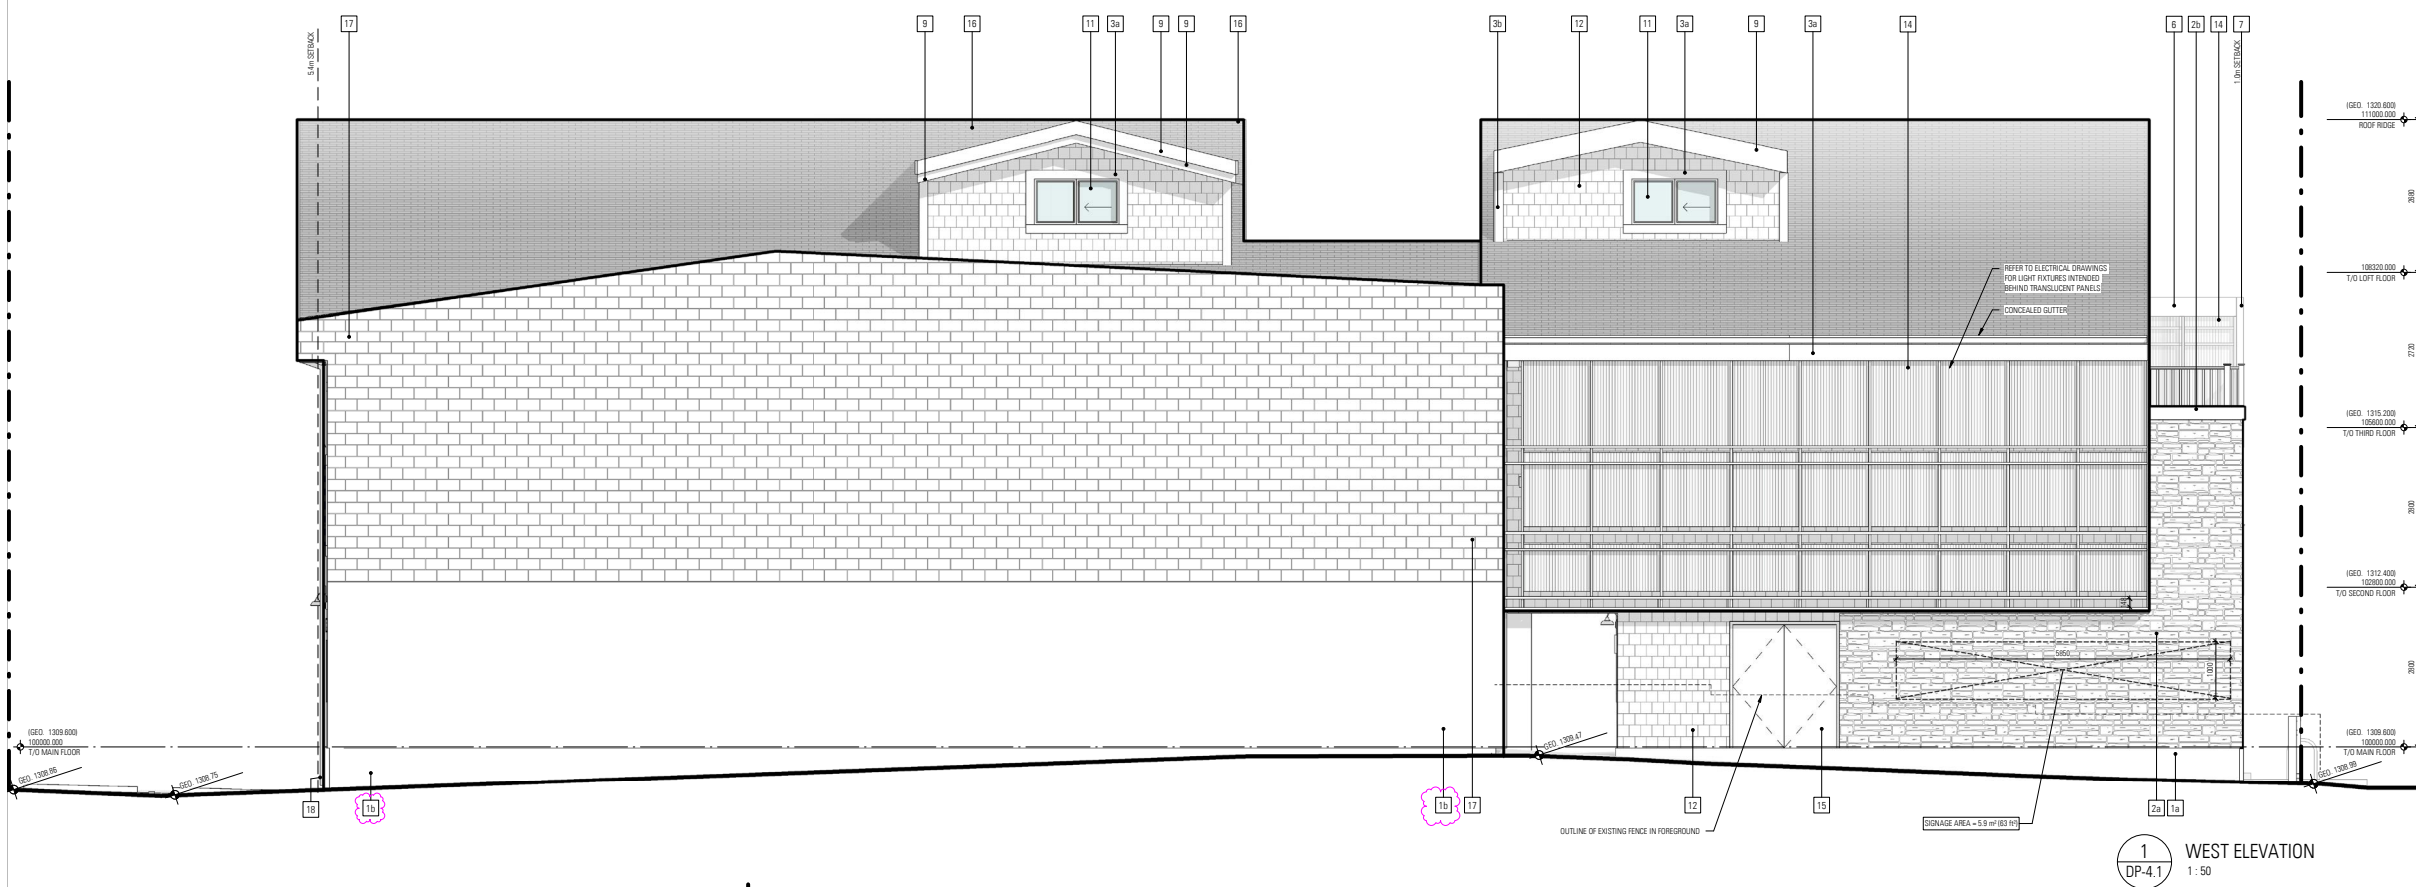 17
5.4m SETBACK
9
16
11
3a
9
9
16
3b
12
11
3a
9
3a
14
6
2b
14
7
1.0m SETBACK
(GEO. 1320.600)
111000.000
ROOF RIDGE
2680
REFER TO ELECTRICAL DRAWINGS
FOR LIGHT FIXTURES INTENDED
BEHIND TRANSLUCENT PANELS
CONCEALED GUTTER
108320.000
T/O LOFT FLOOR
2720
(GEO. 1315.200)
105600.000
T/O THIRD FLOOR
2800
(GEO. 1312.400)
102800.000
T/O SECOND FLOOR
5850
1000
2800
(GEO. 1309.600)
100000.000
T/O MAIN FLOOR
(GEO. 1309.600)
100000.000
T/O MAIN FLOOR
GEO. 1308.86
GEO. 1308.75
GEO. 1309.47
GEO. 1308.99
18
1b
1b
17
12
15
2a
1a
OUTLINE OF EXISTING FENCE IN FOREGROUND
SIGNAGE AREA = 5.9 m² (63 ft²)
1
DP-4.1
WEST ELEVATION
1 : 50